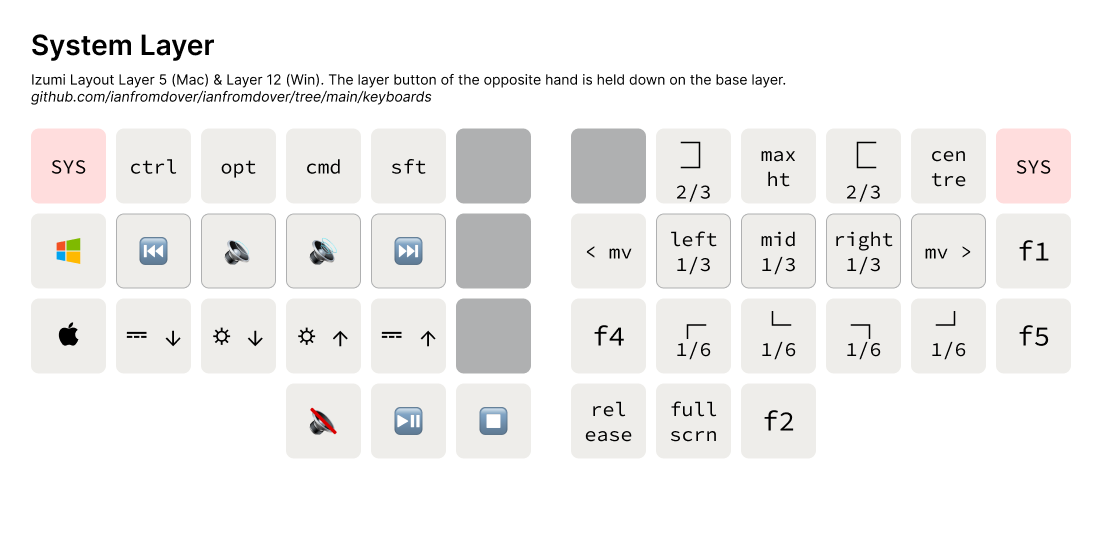 System Layer
Izumi Layout Layer 5 (Mac) & Layer 12 (Win). The layer button of the opposite hand is held down on the base layer.
github.com/ianfromdover/ianfromdover/tree/main/keyboards
SYS ctrl opt cmd sft 2/3 max ht 2/3 cen tre SYS
< mv left 1/3 mid 1/3 right 1/3 mv > f1
f4 1/6 1/6 1/6 1/6 f5
rel ease full scrn f2